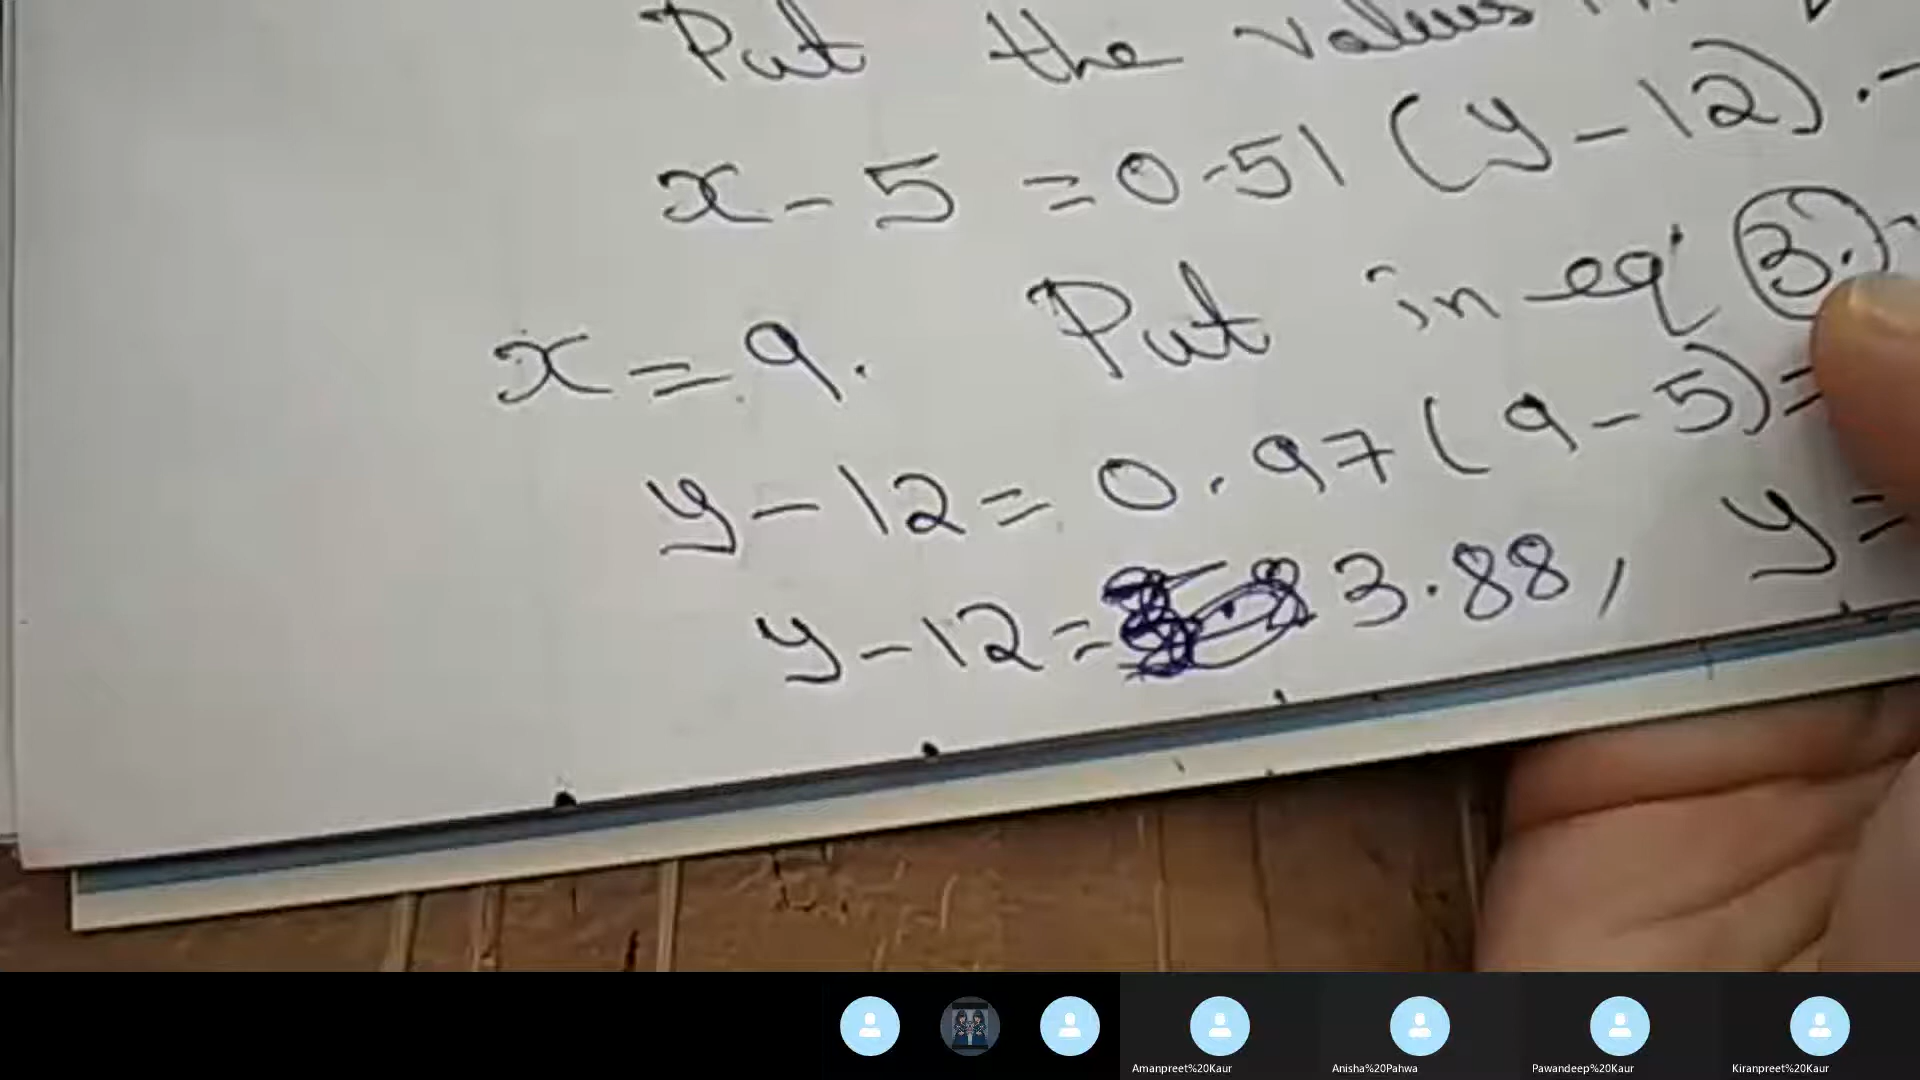 Put the values
x - 5 = 0.51 (y - 12).
x = 9. Put in eq' 3.
y - 12 = 0.97 (9 - 5) =
y - 12 = 3.88, y =
Amanpreet%20Kaur
Anisha%20Pahwa
Pawandeep%20Kaur
Kiranpreet%20Kaur